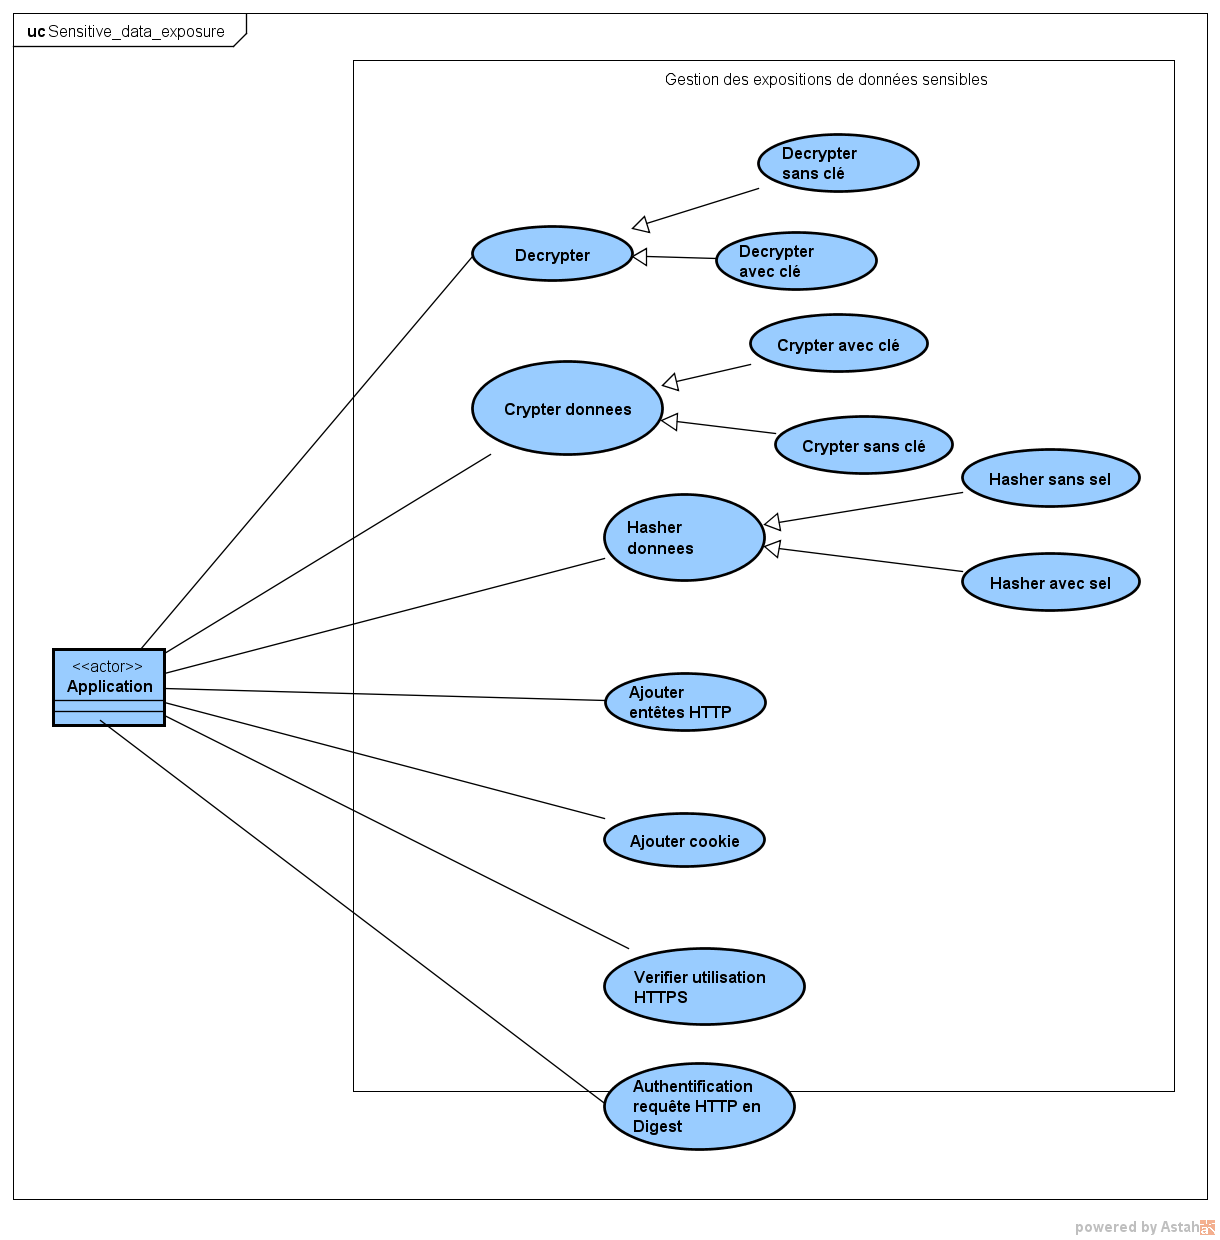 uc Sensitive_data_exposure
Gestion des expositions de données sensibles
Decrypter
sans clé
Decrypter
Decrypter
avec clé
Crypter avec clé
Crypter donnees
Crypter sans clé
Hasher sans sel
Hasher
donnees
Hasher avec sel
<<actor>>
Application
Ajouter
entêtes HTTP
Ajouter cookie
Verifier utilisation
HTTPS
Authentification
requête HTTP en
Digest
powered by Astah